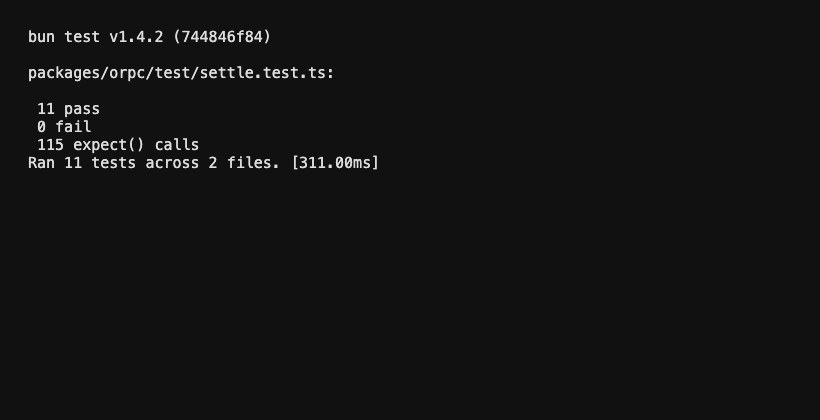 bun test v1.4.2 (744846f84)
packages/orpc/test/settle.test.ts:
11 pass
0 fail
115 expect() calls
Ran 11 tests across 2 files. [311.00ms]